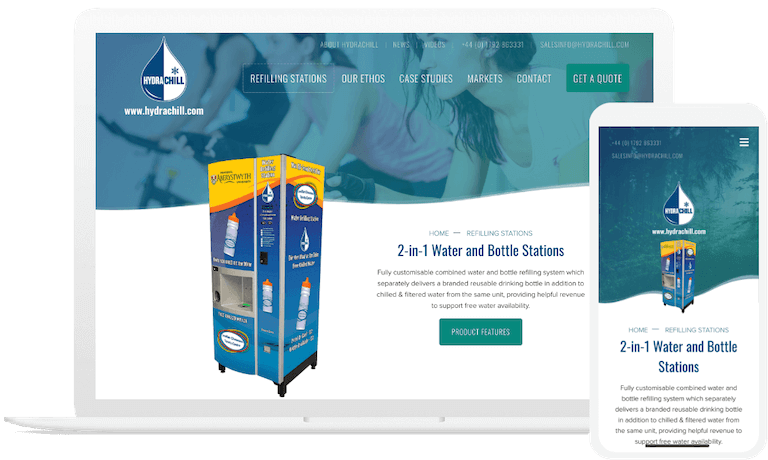 ABOUT HYDRACHILL | NEWS | VIDEOS | +44 (0) 1792 863331 SALESINFO@HYDRACHILL.COM
HYDRACHILL
www.hydrachill.com
REFILLING STATIONS OUR ETHOS CASE STUDIES MARKETS CONTACT GET A QUOTE
ABERYSTWYTH
Water Refilling Station
HOME — REFILLING STATIONS
2-in-1 Water and Bottle Stations
Fully customisable combined water and bottle refilling system which
separately delivers a branded reusable drinking bottle in addition to
chilled & filtered water from the same unit, providing helpful revenue
to support free water availability.
PRODUCT FEATURES
+44 (0) 1792 863331
SALESINFO@HYDRACHILL.COM
HYDRACHILL
www.hydrachill.com
HOME — REFILLING STATIONS
2-in-1 Water and Bottle
Stations
Fully customisable combined water and
bottle refilling system which separately
delivers a branded reusable drinking bottle
in addition to chilled & filtered water from
the same unit, providing helpful revenue to
support free water availability.